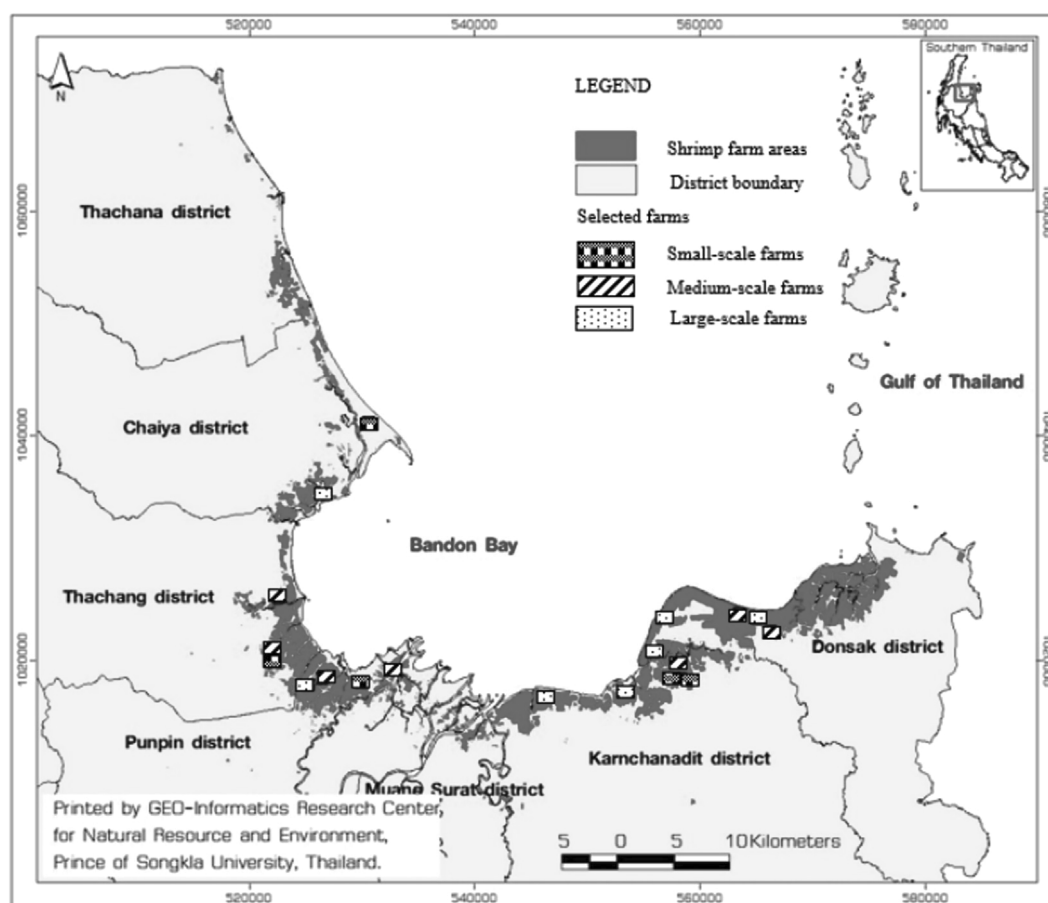 520000 540000 560000 580000
Southern Thailand
N
LEGEND
Shrimp farm areas
District boundary
Selected farms
Small-scale farms
Medium-scale farms
Large-scale farms
1060000
Thachana district
Gulf of Thailand
1040000
Chaiya district
Bandon Bay
Thachang district
1020000
Donsak district
Punpin district
Karnchanadit district
Muang Surat district
Printed by GEO-Informatics Research Center
for Natural Resource and Environment,
Prince of Songkla University, Thailand.
5 0 5 10 Kilometers
520000 540000 560000 580000